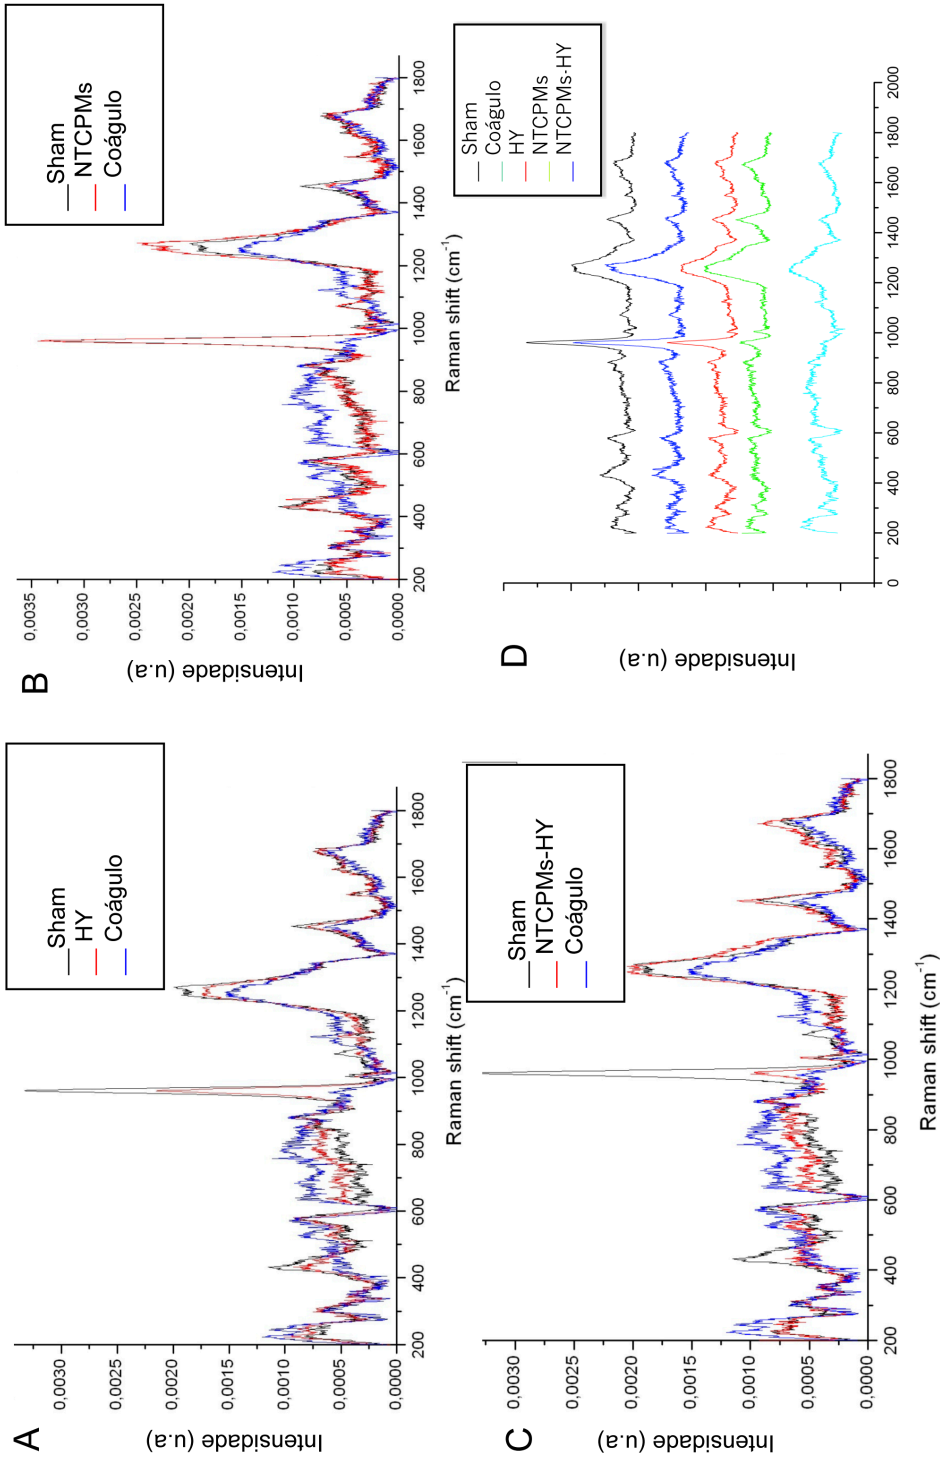 A
Sham
HY
Coágulo
Intensidade (u.a)
0,0030
0,0025
0,0020
0,0015
0,0010
0,0005
0,0000
200 400 600 800 1000 1200 1400 1600 1800
Raman shift (cm⁻¹)
B
Sham
NTCPMs
Coágulo
Intensidade (u.a)
0,0035
0,0030
0,0025
0,0020
0,0015
0,0010
0,0005
0,0000
200 400 600 800 1000 1200 1400 1600 1800
Raman shift (cm⁻¹)
C
Sham
NTCPMs-HY
Coágulo
Intensidade (u.a)
0,0030
0,0025
0,0020
0,0015
0,0010
0,0005
0,0000
200 400 600 800 1000 1200 1400 1600 1800
Raman shift (cm⁻¹)
D
Sham
Coágulo
HY
NTCPMs
NTCPMs-HY
Intensidade (u.a)
0 200 400 600 800 1000 1200 1400 1600 1800 2000